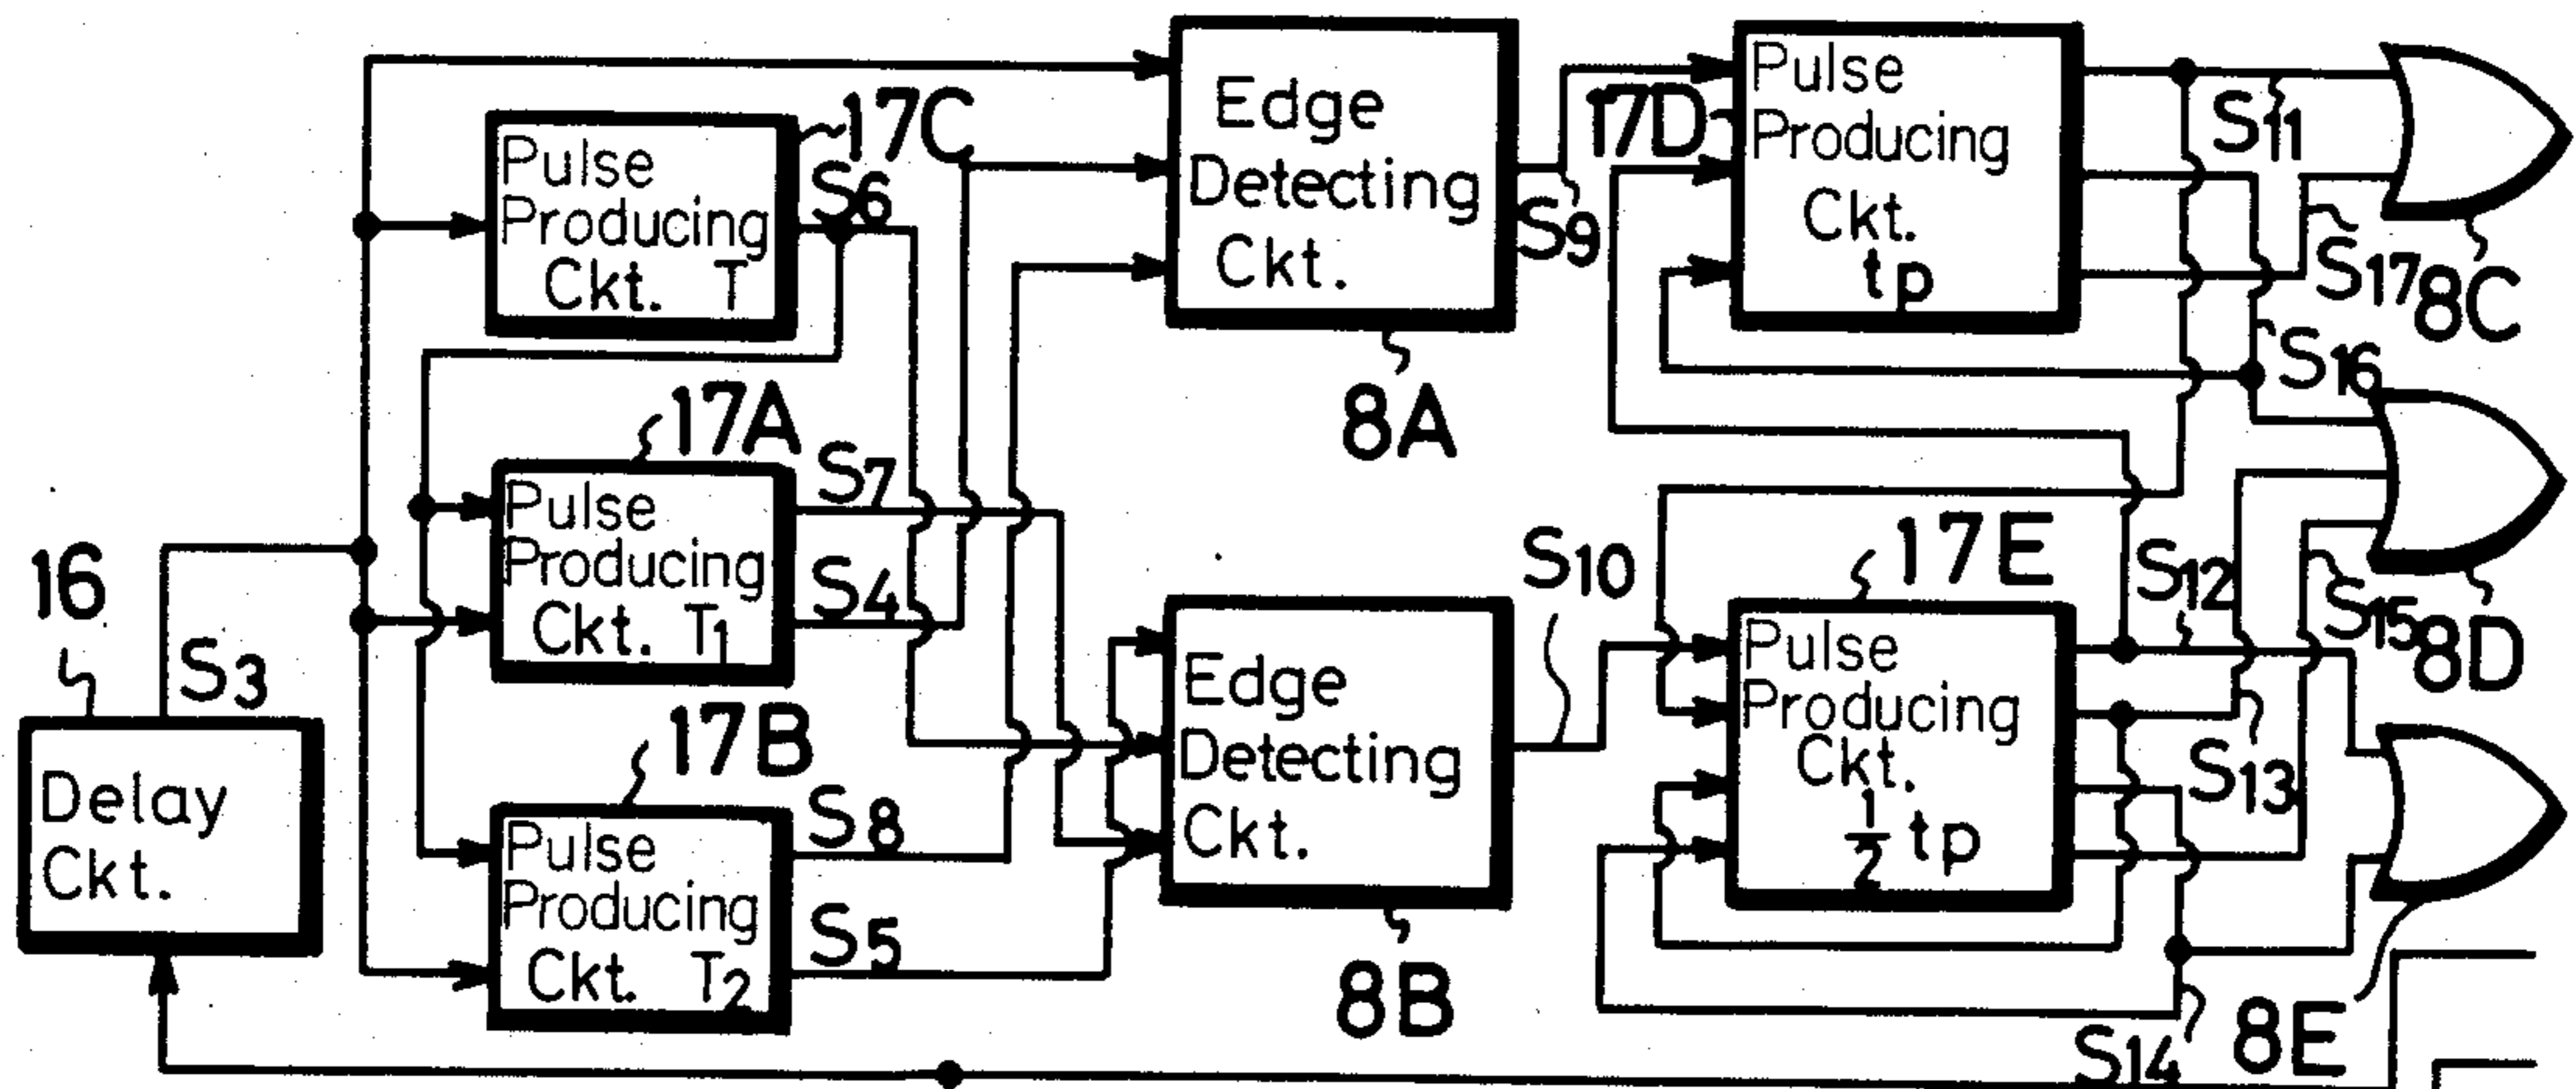 Pulse
Producing
Ckt. T
17C
S6
Edge
Detecting
Ckt.
8A
S9
17D
Pulse
Producing
Ckt.
tp
S11
S17
8C
S16
17A
Pulse
Producing
Ckt. T1
S7
S4
16
S3
Delay
Ckt.
17B
Pulse
Producing
Ckt. T2
S8
S5
Edge
Detecting
Ckt.
8B
S10
17E
Pulse
Producing
Ckt.
1/2 tp
S12
S15
8D
S13
S14
8E